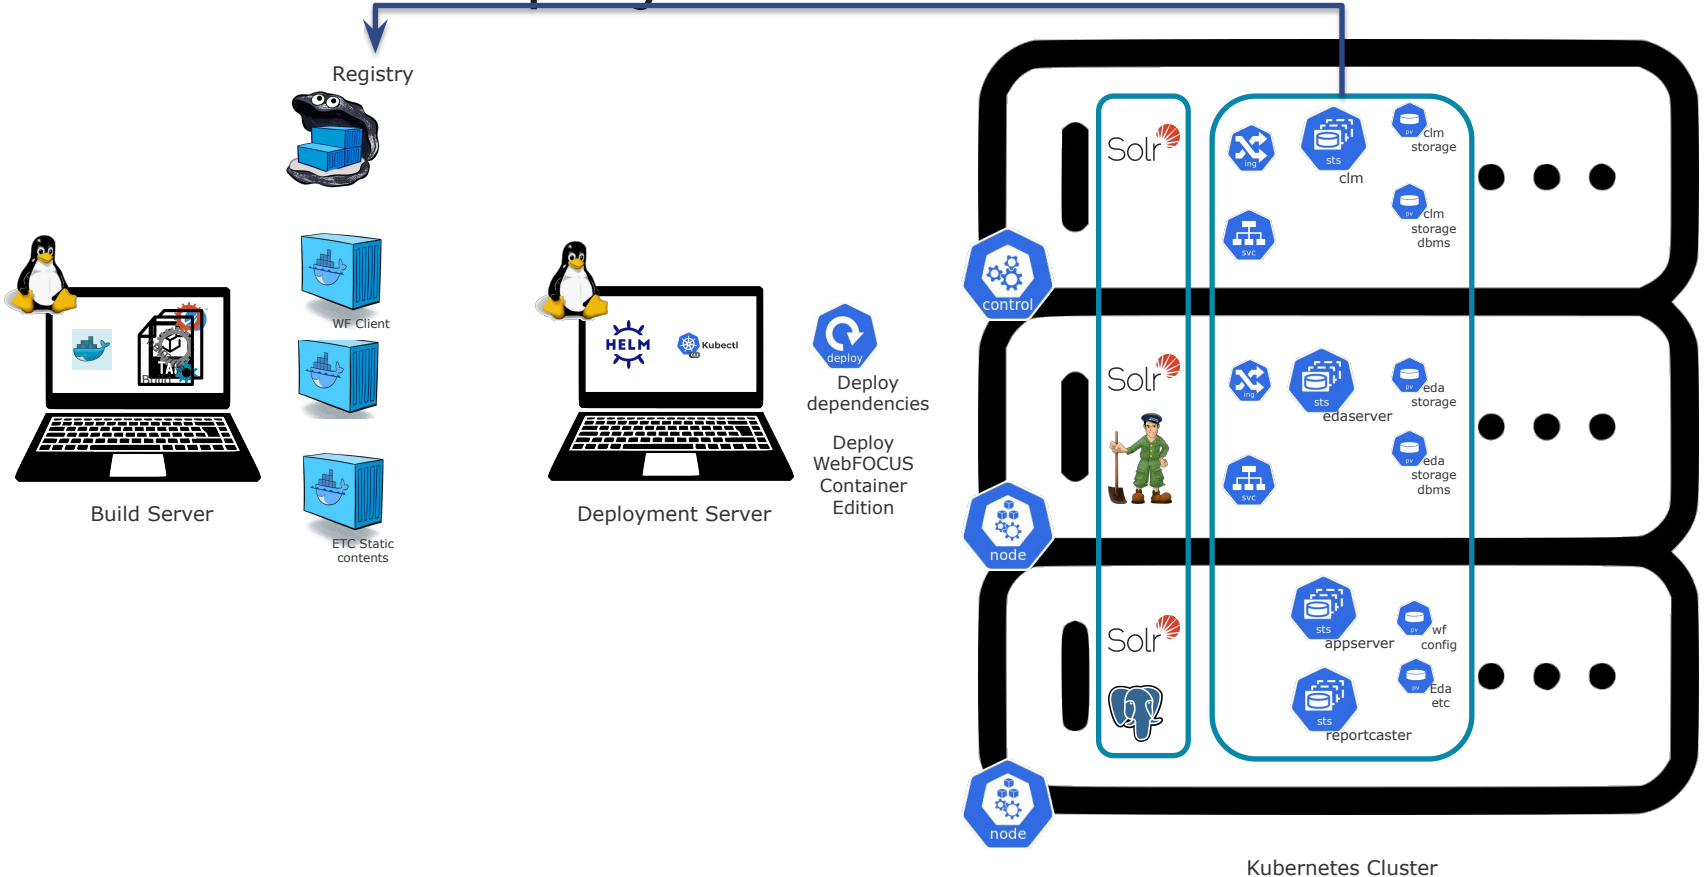 Registry
WF Client
ETC Static
contents
Build Server
HELM
Kubectl
Deployment Server
deploy
Deploy
dependencies
Deploy
WebFOCUS
Container
Edition
control
Solr
ing
sts
clm
pv
clm
storage
svc
pv
clm
storage
dbms
node
Solr
ing
sts
edaserver
pv
eda
storage
svc
pv
eda
storage
dbms
node
Solr
sts
appserver
pv
wf
config
sts
reportcaster
pv
Eda
etc
Kubernetes Cluster